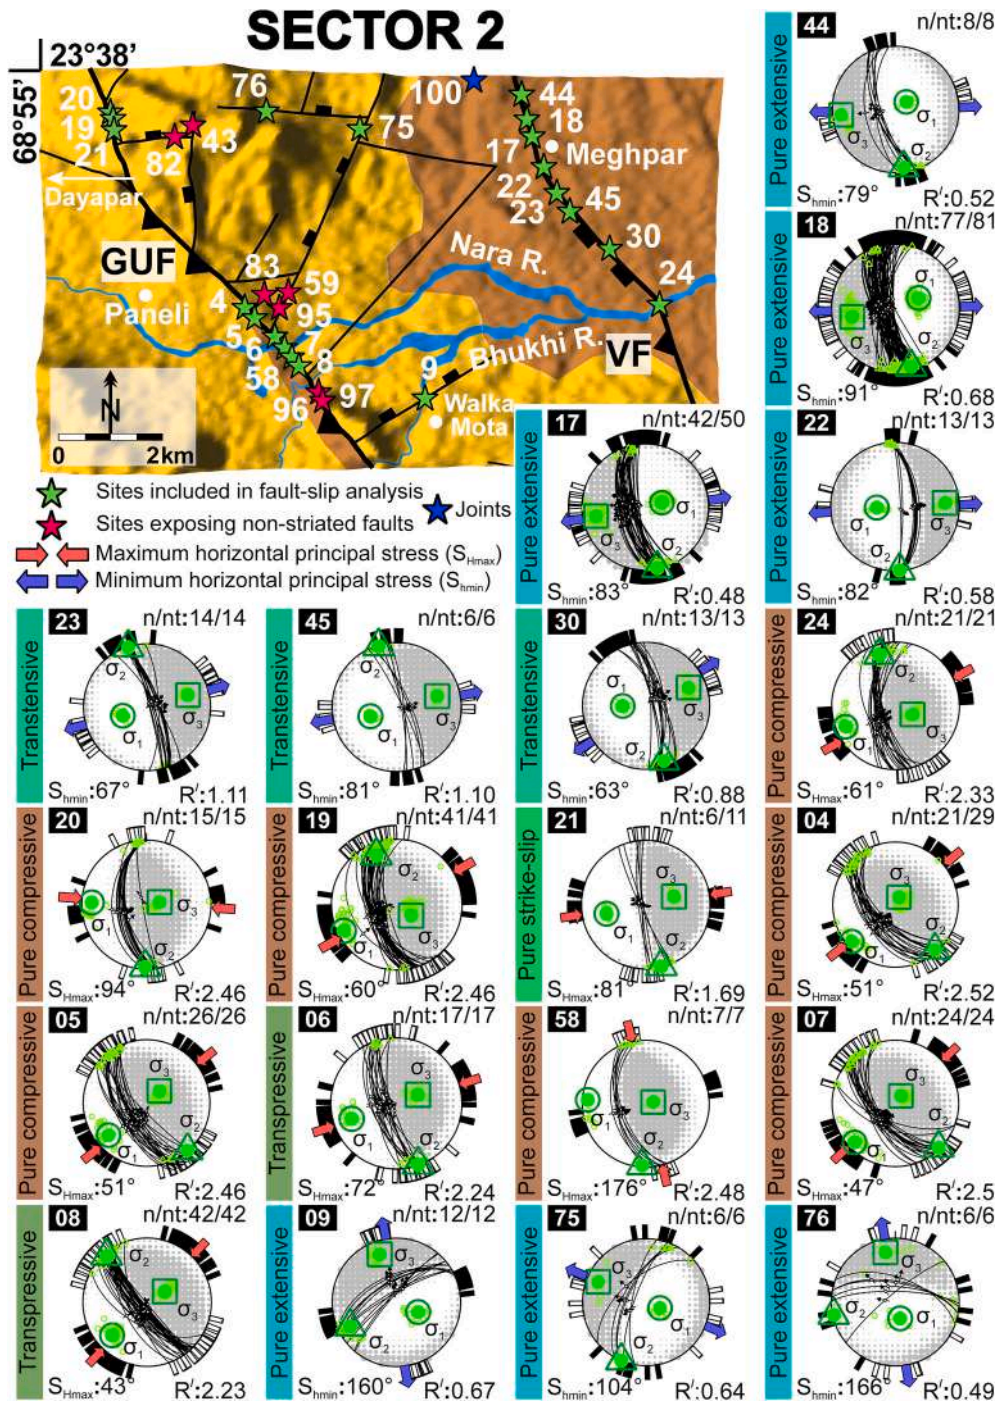 SECTOR 2
23°38'
68°55'
20
19
21
82
43
76
75
100
44
18
Meghpar
17
22
23
45
30
24
Dayapar
GUF
Paneli
83
59
4
95
5
6
7
8
58
96
97
9
Nara R.
Bhukhi R.
VF
Walka
Mota
N
0 2km
Sites included in fault-slip analysis
Joints
Sites exposing non-striated faults
Maximum horizontal principal stress (SHmax)
Minimum horizontal principal stress (Shmin)
44
n/nt:8/8
Pure extensive
σ1
σ3
σ2
Shmin:79°
R′:0.52
18
n/nt:77/81
Pure extensive
σ1
σ3
σ2
Shmin:91°
R′:0.68
17
n/nt:42/50
Pure extensive
σ1
σ3
σ2
Shmin:83°
R′:0.48
22
n/nt:13/13
Pure extensive
σ1
σ3
σ2
Shmin:82°
R′:0.58
23
n/nt:14/14
Transtensive
σ2
σ3
σ1
Shmin:67°
R′:1.11
45
n/nt:6/6
Transtensive
σ2
σ3
σ1
Shmin:81°
R′:1.10
30
n/nt:13/13
Transtensive
σ1
σ3
σ2
Shmin:63°
R′:0.88
24
n/nt:21/21
Pure compressive
σ2
σ3
σ1
SHmax:61°
R′:2.33
20
n/nt:15/15
Pure compressive
σ3
σ1
σ2
SHmax:94°
R′:2.46
19
n/nt:41/41
Pure compressive
σ2
σ1
σ3
SHmax:60°
R′:2.46
21
n/nt:6/11
Pure strike-slip
σ3
σ1
σ2
SHmax:81°
R′:1.69
04
n/nt:21/29
Pure compressive
σ3
σ2
σ1
SHmax:51°
R′:2.52
05
n/nt:26/26
Pure compressive
σ3
σ2
σ1
SHmax:51°
R′:2.46
06
n/nt:17/17
Transpressive
σ3
σ1
σ2
SHmax:72°
R′:2.24
58
n/nt:7/7
Pure compressive
σ3
σ1
σ2
SHmax:176°
R′:2.48
07
n/nt:24/24
Pure compressive
σ3
σ2
σ1
SHmax:47°
R′:2.5
08
n/nt:42/42
Transpressive
σ2
σ3
σ1
SHmax:43°
R′:2.23
09
n/nt:12/12
Pure extensive
σ3
σ1
σ2
Shmin:160°
R′:0.67
75
n/nt:6/6
Pure extensive
σ3
σ1
σ2
Shmin:104°
R′:0.64
76
n/nt:6/6
Pure extensive
σ3
σ2
σ1
Shmin:166°
R′:0.49